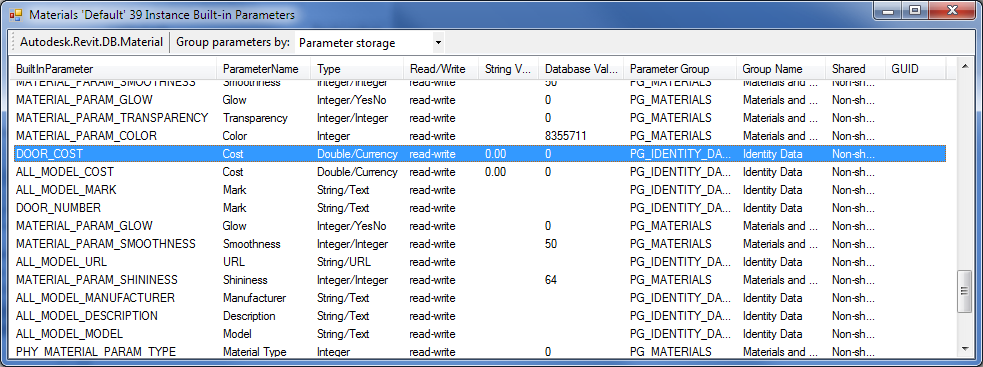 Materials 'Default' 39 Instance Built-in Parameters
Autodesk.Revit.DB.Material Group parameters by: Parameter storage
BuiltInParameter ParameterName Type Read/Write String V... Database Val... Parameter Group Group Name Shared GUID
MATERIAL_PARAM_SMOOTHNESS Smoothness Integer/Integer read-write 50 PG_MATERIALS Materials and ... Non-sh...
MATERIAL_PARAM_GLOW Glow Integer/YesNo read-write 0 PG_MATERIALS Materials and ... Non-sh...
MATERIAL_PARAM_TRANSPARENCY Transparency Integer/Integer read-write 0 PG_MATERIALS Materials and ... Non-sh...
MATERIAL_PARAM_COLOR Color Integer read-write 8355711 PG_MATERIALS Materials and ... Non-sh...
DOOR_COST Cost Double/Currency read-write 0.00 0 PG_IDENTITY_DA... Identity Data Non-sh...
ALL_MODEL_COST Cost Double/Currency read-write 0.00 0 PG_IDENTITY_DA... Identity Data Non-sh...
ALL_MODEL_MARK Mark String/Text read-write PG_IDENTITY_DA... Identity Data Non-sh...
DOOR_NUMBER Mark String/Text read-write PG_IDENTITY_DA... Identity Data Non-sh...
MATERIAL_PARAM_GLOW Glow Integer/YesNo read-write 0 PG_MATERIALS Materials and ... Non-sh...
MATERIAL_PARAM_SMOOTHNESS Smoothness Integer/Integer read-write 50 PG_MATERIALS Materials and ... Non-sh...
ALL_MODEL_URL URL String/URL read-write PG_IDENTITY_DA... Identity Data Non-sh...
MATERIAL_PARAM_SHININESS Shininess Integer/Integer read-write 64 PG_MATERIALS Materials and ... Non-sh...
ALL_MODEL_MANUFACTURER Manufacturer String/Text read-write PG_IDENTITY_DA... Identity Data Non-sh...
ALL_MODEL_DESCRIPTION Description String/Text read-write PG_IDENTITY_DA... Identity Data Non-sh...
ALL_MODEL_MODEL Model String/Text read-write PG_IDENTITY_DA... Identity Data Non-sh...
PHY_MATERIAL_PARAM_TYPE Material Type Integer read-write 0 PG_MATERIALS Materials and ... Non-sh...